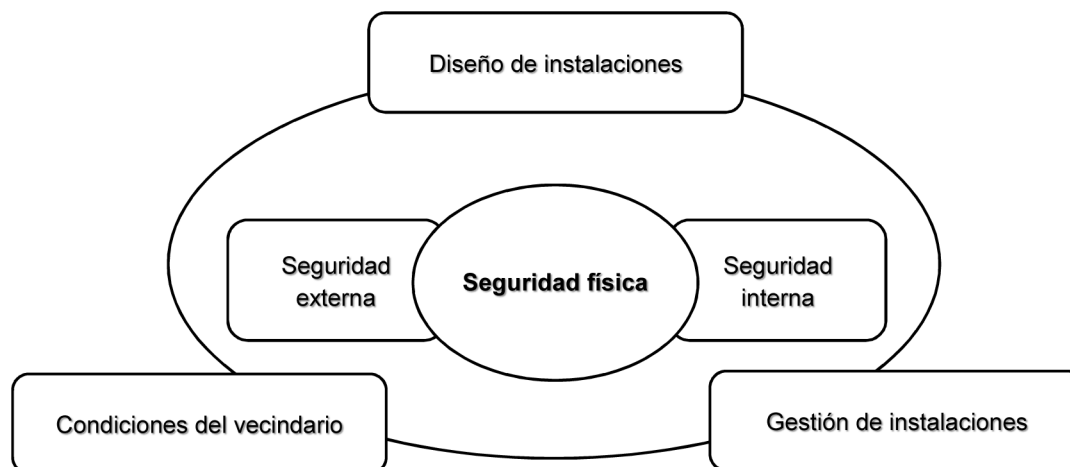 Diseño de instalaciones
Seguridad
externa
Seguridad física
Seguridad
interna
Condiciones del vecindario
Gestión de instalaciones